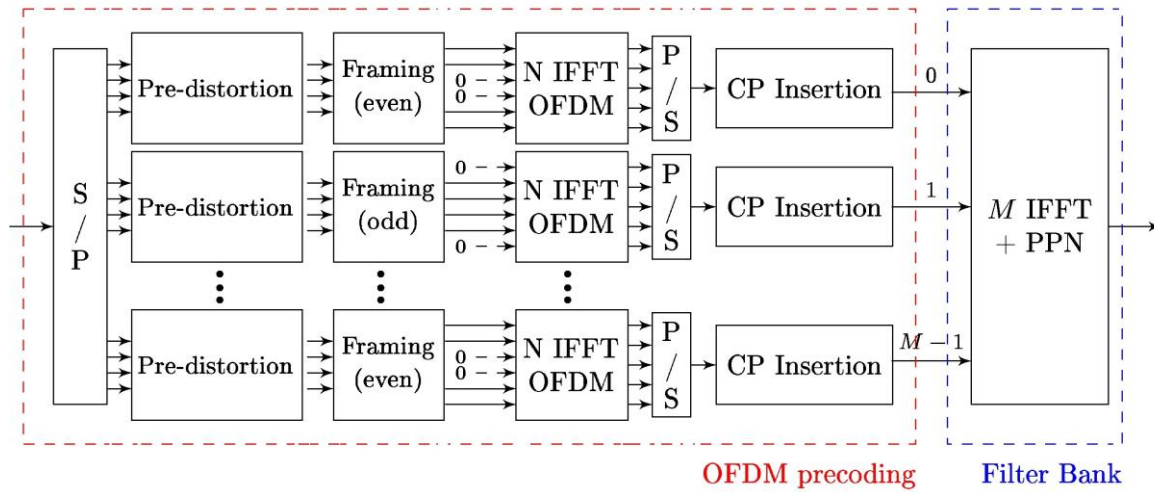 S
/
P
Pre-distortion
Framing
(even)
0
0
N IFFT
OFDM
P
/
S
CP Insertion
0
Pre-distortion
Framing
(odd)
0
0
N IFFT
OFDM
P
/
S
CP Insertion
1
Pre-distortion
Framing
(even)
0
0
N IFFT
OFDM
P
/
S
CP Insertion
M − 1
M IFFT
+ PPN
OFDM precoding
Filter Bank